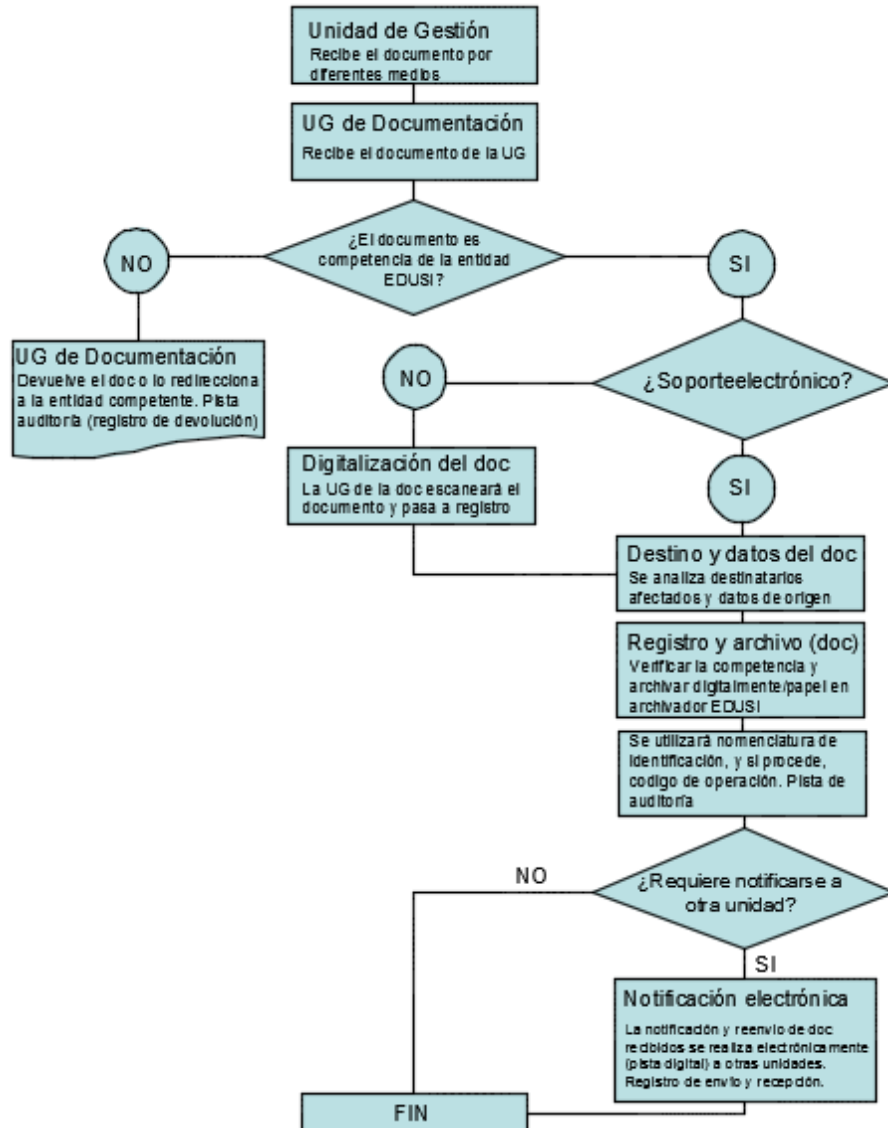 Unidad de Gestión
Recibe el documento por
diferentes medios
UG de Documentación
Recibe el documento de la UG
¿El documento es
competencia de la entidad
EDUSI?
NO
SI
UG de Documentación
Devuelve el doc o lo redirecciona
a la entidad competente. Pista
auditoría (registro de devolución)
NO
¿Soporteelectrónico?
Digitalización del doc
La UG de la doc escaneará el
documento y pasa a registro
SI
Destino y datos del doc
Se analiza destinatarios
afectados y datos de origen
Registro y archivo (doc)
Verificar la competencia y
archivar digitalmente/papel en
archivador EDUSI
Se utilizará nomenclatura de
identificación, y si procede,
codigo de operación. Pista de
auditoría
NO
¿Requiere notificarse a
otra unidad?
SI
Notificación electrónica
La notificación y reenvio de doc
recibidos se realiza electrónicamente
(pista digital) a otras unidades.
Registro de envío y recepción.
FIN